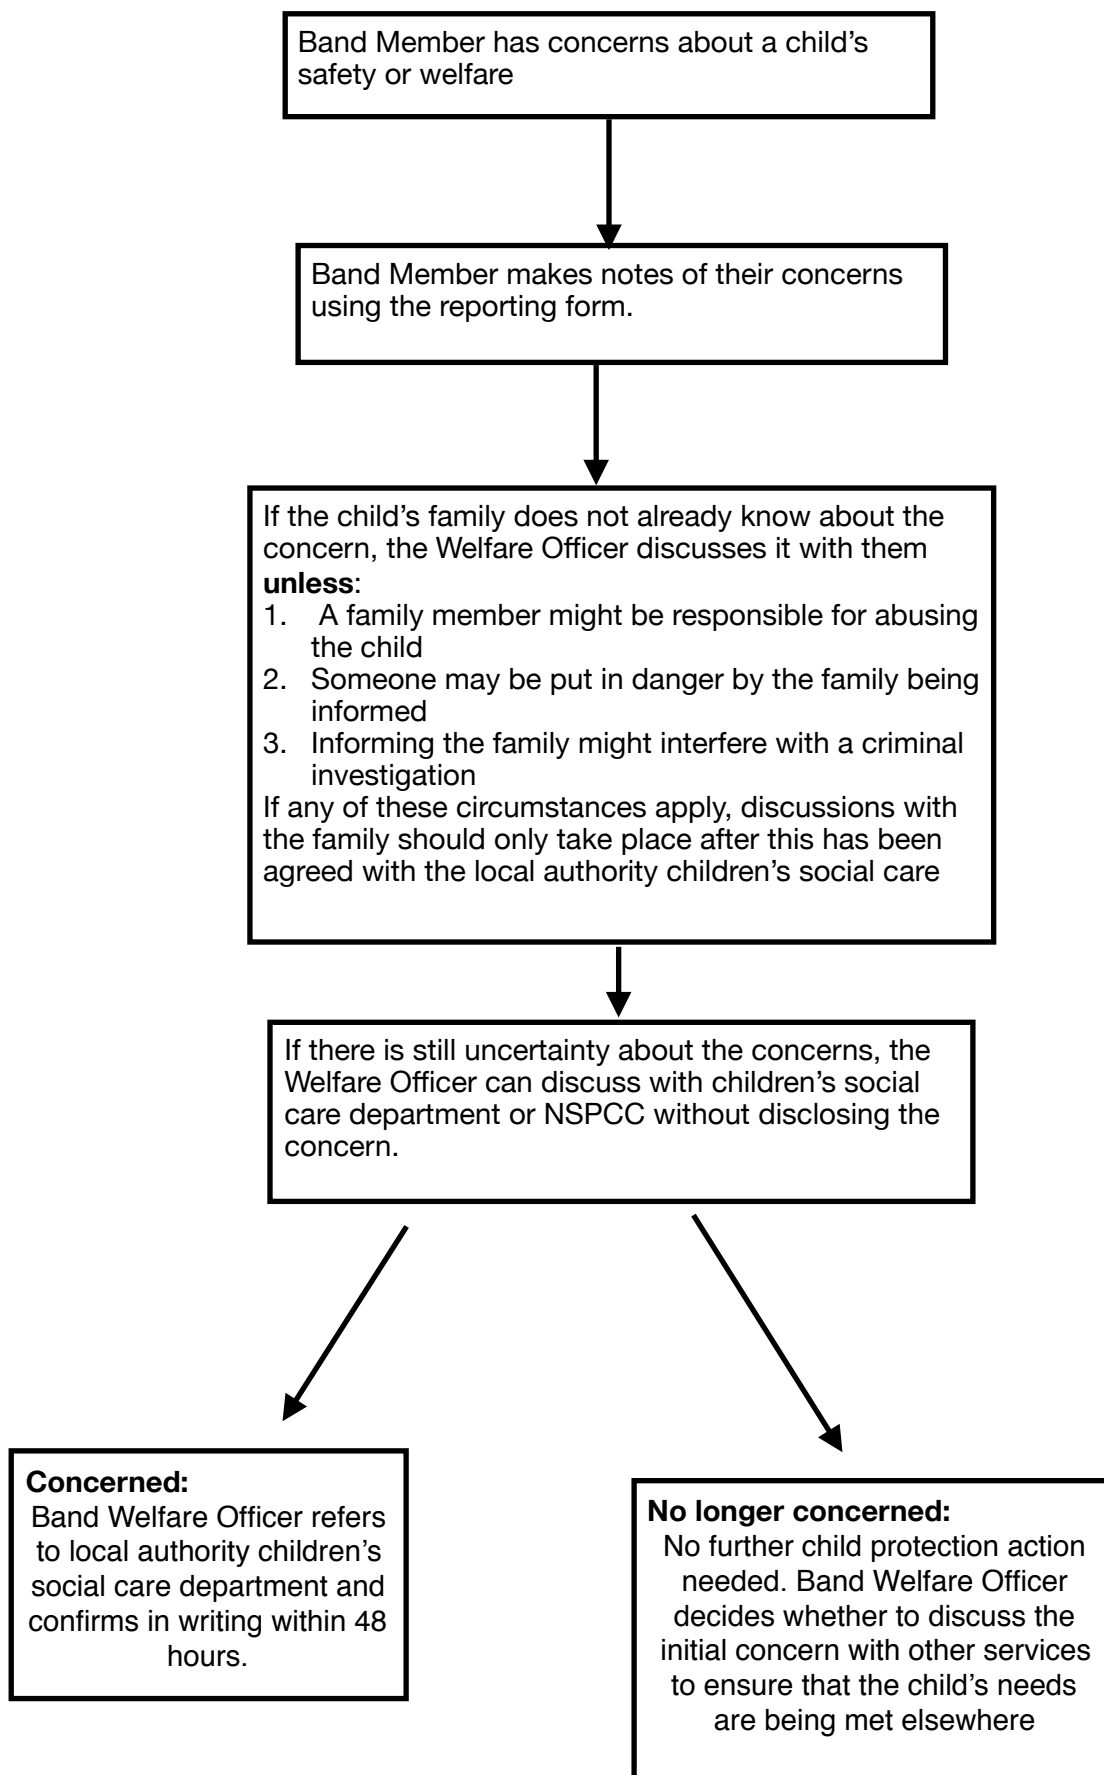 Band Member has concerns about a child’s
safety or welfare
Band Member makes notes of their concerns
using the reporting form.
If the child’s family does not already know about the
concern, the Welfare Officer discusses it with them
unless:
1. A family member might be responsible for abusing
the child
2. Someone may be put in danger by the family being
informed
3. Informing the family might interfere with a criminal
investigation
If any of these circumstances apply, discussions with
the family should only take place after this has been
agreed with the local authority children’s social care
If there is still uncertainty about the concerns, the
Welfare Officer can discuss with children’s social
care department or NSPCC without disclosing the
concern.
Concerned:
Band Welfare Officer refers
to local authority children’s
social care department and
confirms in writing within 48
hours.
No longer concerned:
No further child protection action
needed. Band Welfare Officer
decides whether to discuss the
initial concern with other services
to ensure that the child’s needs
are being met elsewhere